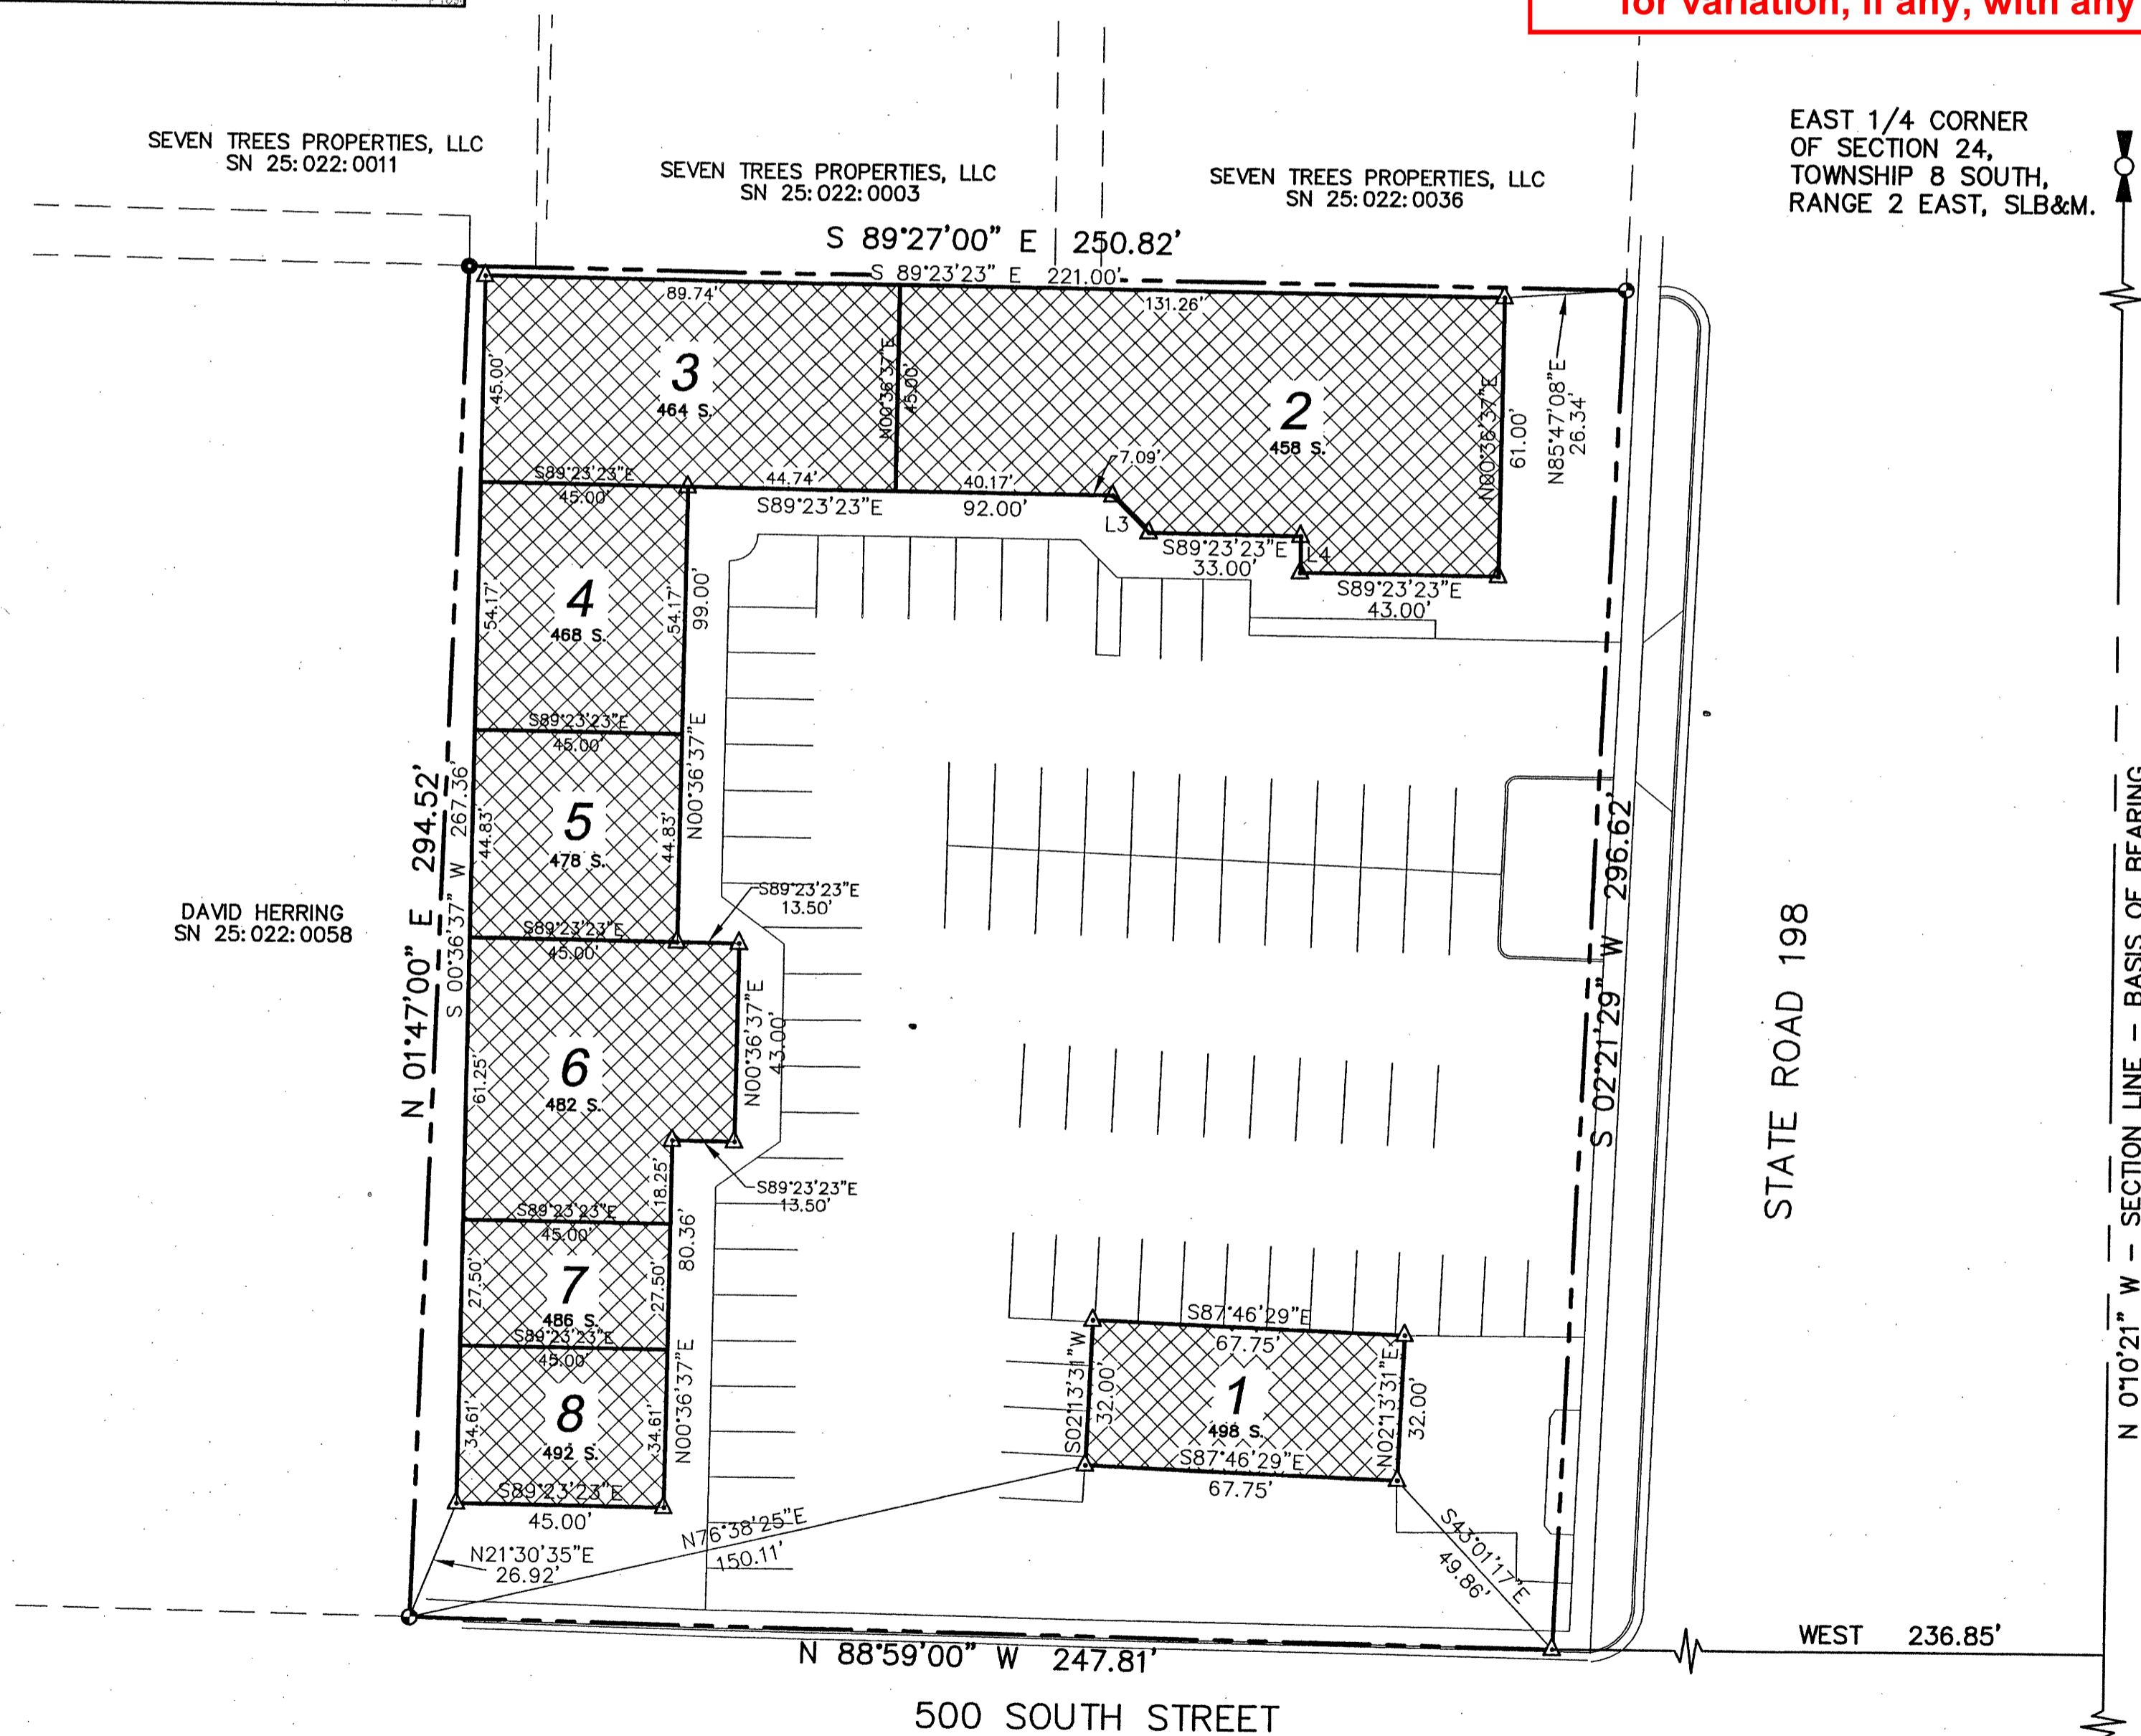 for variation, if any, with any
EAST 1/4 CORNER
OF SECTION 24,
TOWNSHIP 8 SOUTH,
RANGE 2 EAST, SLB&M.
SEVEN TREES PROPERTIES, LLC
SN 25:022:0011
SEVEN TREES PROPERTIES, LLC
SN 25:022:0003
SEVEN TREES PROPERTIES, LLC
SN 25:022:0036
S 89°27'00" E 250.82'
S 89°23'23" E 221.00'
89.74'
131.26'
45.00'
3
464 S.
N00°36'37"E
45.00'
2
458 S.
N00°36'37"E
61.00'
N85°47'08"E
26.34'
S89°23'23"E
45.00'
44.74'
40.17'
7.09'
S89°23'23"E
92.00'
L3
S89°23'23"E
33.00'
L4
S89°23'23"E
43.00'
54.17'
4
468 S.
54.17'
99.00'
N00°36'37"E
S89°23'23"E
45.00'
44.83'
5
478 S.
44.83'
N 01°47'00" E 294.52'
S 00°36'37" W 267.36'
S89°23'23"E
13.50'
S89°23'23"E
45.00'
DAVID HERRING
SN 25:022:0058
61.25'
6
482 S.
N00°36'37"E
43.00'
18.25'
S89°23'23"E
13.50'
S89°23'23"E
45.00'
27.50'
7
486 S.
27.50'
80.36'
N00°36'37"E
S89°23'23"E
45.00'
34.61'
8
492 S.
34.61'
S89°23'23"E
45.00'
S87°46'29"E
67.75'
S02°13'31"W
32.00'
1
498 S.
N02°13'31"E
32.00'
S87°46'29"E
67.75'
N21°30'35"E
26.92'
N76°38'25"E
150.11'
S43°01'17"E
49.86'
S 02°21'29" W 296.62'
STATE ROAD 198
N 0°10'21" W - SECTION LINE - BASIS OF BEARING
WEST 236.85'
N 88°59'00" W 247.81'
500 SOUTH STREET